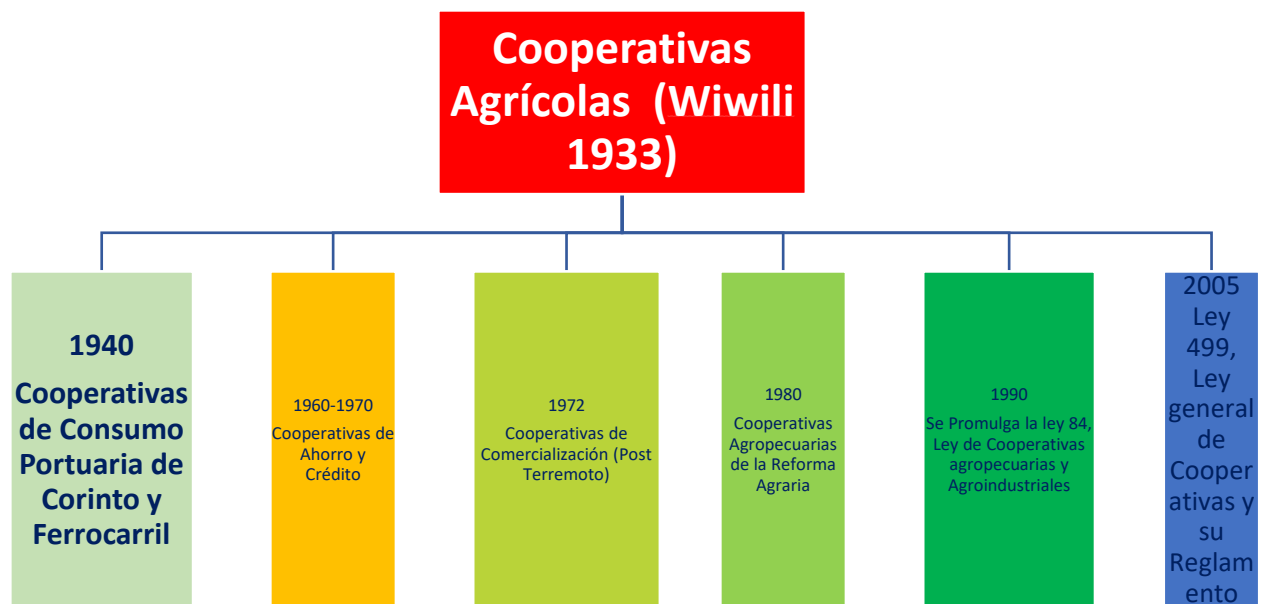 Cooperativas
Agrícolas (Wiwili
1933)
1940
Cooperativas
de Consumo
Portuaria de
Corinto y
Ferrocarril
1960-1970
Cooperativas de
Ahorro y
Crédito
1972
Cooperativas de
Comercialización (Post
Terremoto)
1980
Cooperativas
Agropecuarias
de la Reforma
Agraria
1990
Se Promulga la ley 84,
Ley de Cooperativas
agropecuarias y
Agroindustriales
2005
Ley
499,
Ley
general
de
Cooper
ativas y
su
Reglam
ento